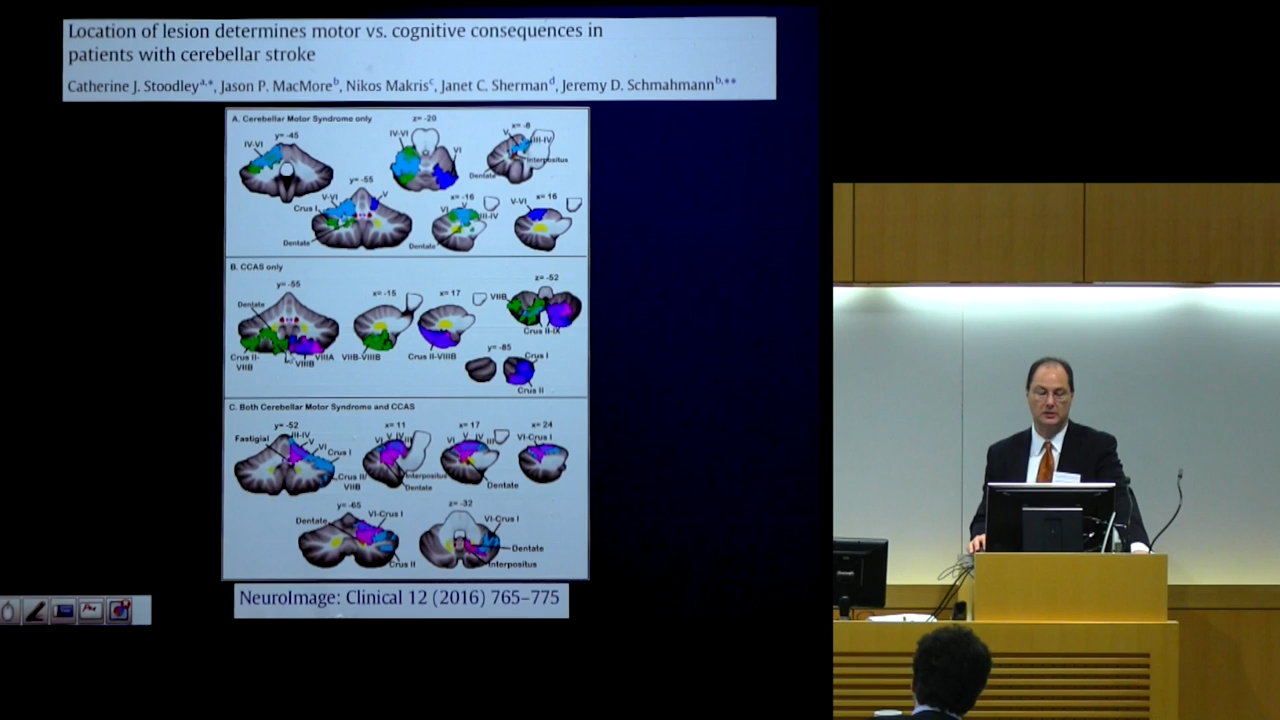 Location of lesion determines motor vs. cognitive consequences in
patients with cerebellar stroke
Catherine J. Stoodley a,*, Jason P. MacMore b, Nikos Makris c, Janet C. Sherman d, Jeremy D. Schmahmann b,**
A. Cerebellar Motor Syndrome only
y= -45
z= -20
x= -8
IV-VI
IV-VI
VI
V
III-IV
Interpositus
Dentate
y= -55
V-VI
V
Crus I
Dentate
x= -16
VI
V
III-IV
Dentate
x= 16
V-VI
B. CCAS only
y= -55
Dentate
Crus II-
VIIB
VIIIB
VIIIA
x= -15
VIIB-VIIIB
x= 17
Crus II-VIIIB
z= -52
VIIB
Crus II-IX
y= -85
Crus I
Crus II
C. Both Cerebellar Motor Syndrome and CCAS
y= -52
Fastigial
III-IV
V
VI
Crus I
Crus II/
VIIB
x= 11
VI V IV III
Interpositus
Dentate
x= 17
VI V IV III
Dentate
x= 24
VI-Crus I
y= -65
Dentate
VI-Crus I
Crus II
z= -32
VI-Crus I
Dentate
Interpositus
NeuroImage: Clinical 12 (2016) 765–775